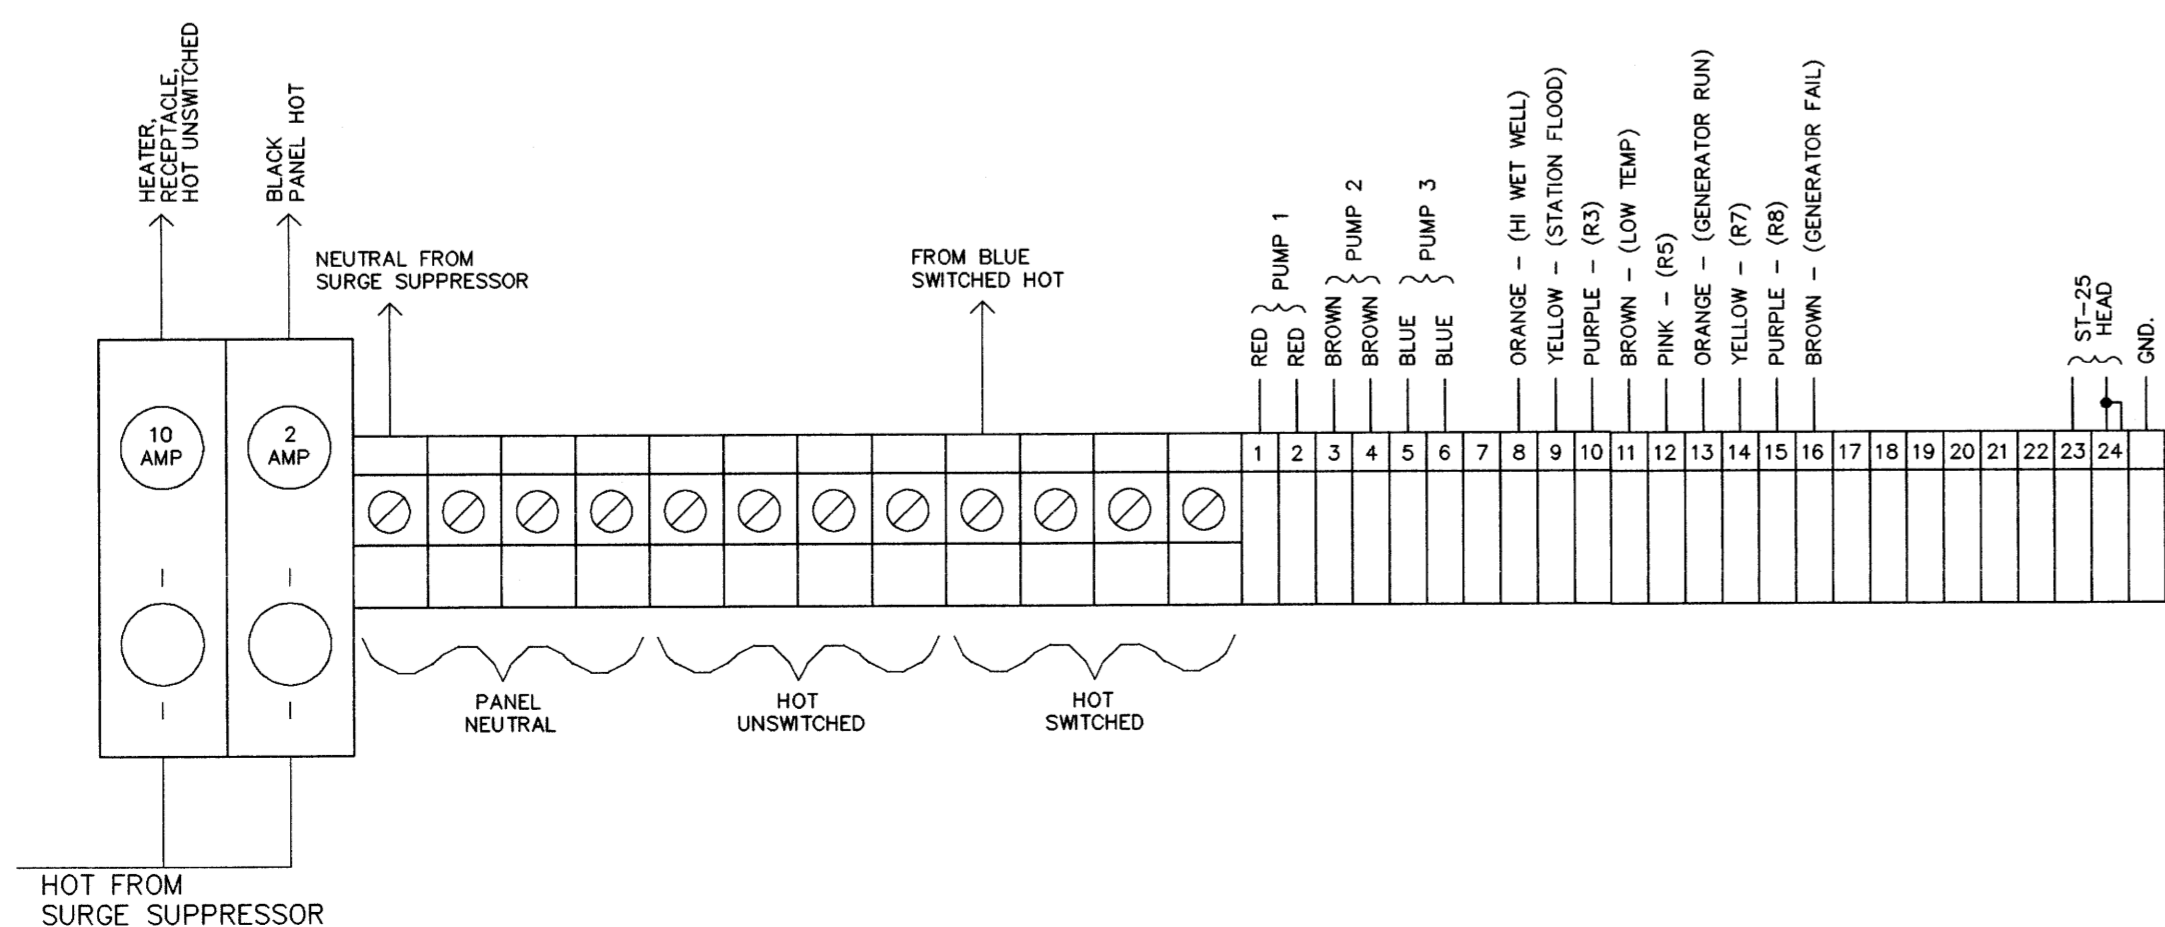 HEATER,
RECEPTACLE,
HOT UNSWITCHED
BLACK
PANEL HOT
NEUTRAL FROM
SURGE SUPPRESSOR
FROM BLUE
SWITCHED HOT
RED
RED
PUMP 1
BROWN
BROWN
PUMP 2
BLUE
BLUE
PUMP 3
ORANGE - (HI WET WELL)
YELLOW - (STATION FLOOD)
PURPLE - (R3)
BROWN - (LOW TEMP)
PINK - (R5)
ORANGE - (GENERATOR RUN)
YELLOW - (R7)
PURPLE - (R8)
BROWN - (GENERATOR FAIL)
ST-25
HEAD
GND.
10
AMP
2
AMP
1 2 3 4 5 6 7 8 9 10 11 12 13 14 15 16 17 18 19 20 21 22 23 24
PANEL
NEUTRAL
HOT
UNSWITCHED
HOT
SWITCHED
HOT FROM
SURGE SUPPRESSOR